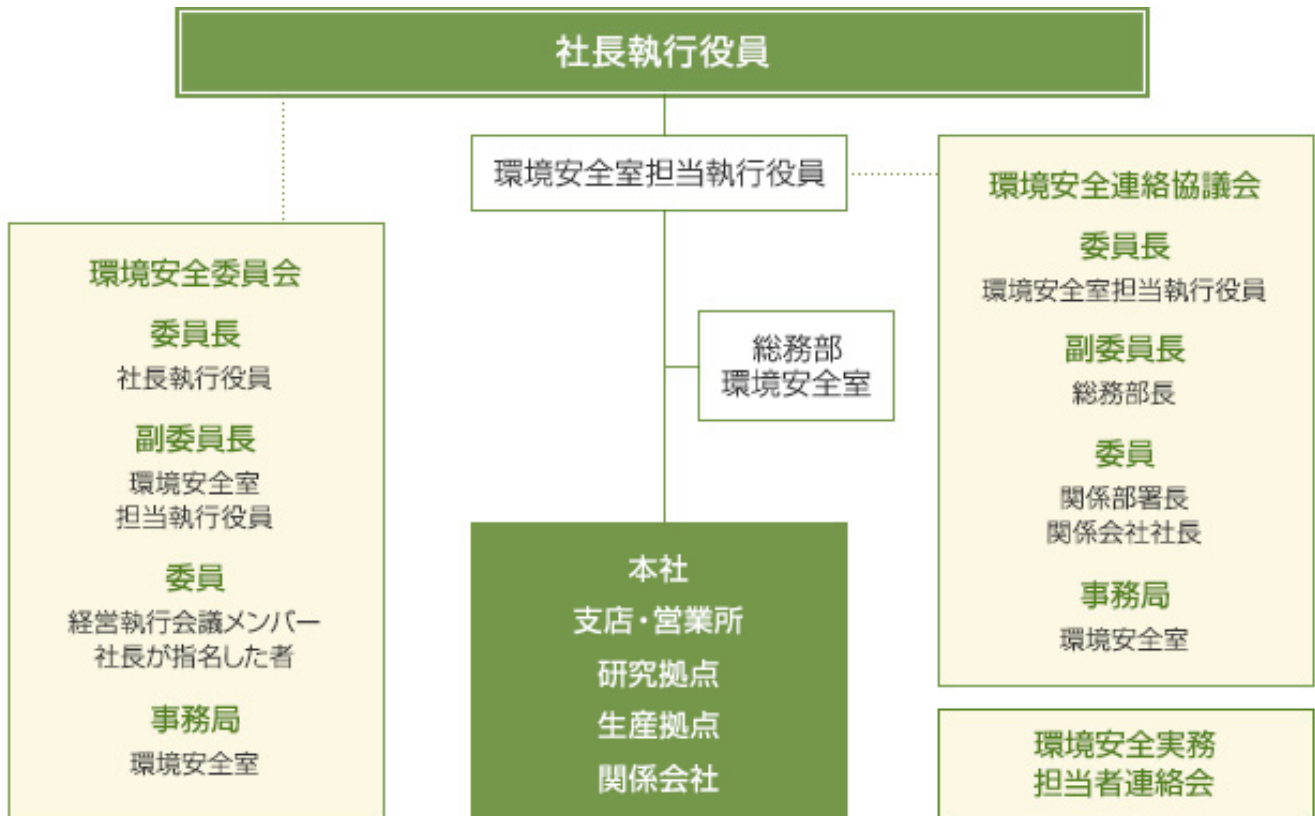 社長執行役員
環境安全室担当執行役員
環境安全委員会
委員長
社長執行役員
副委員長
環境安全室
担当執行役員
委員
経営執行会議メンバー
社長が指名した者
事務局
環境安全室
総務部
環境安全室
本社
支店・営業所
研究拠点
生産拠点
関係会社
環境安全連絡協議会
委員長
環境安全室担当執行役員
副委員長
総務部長
委員
関係部署長
関係会社社長
事務局
環境安全室
環境安全実務
担当者連絡会